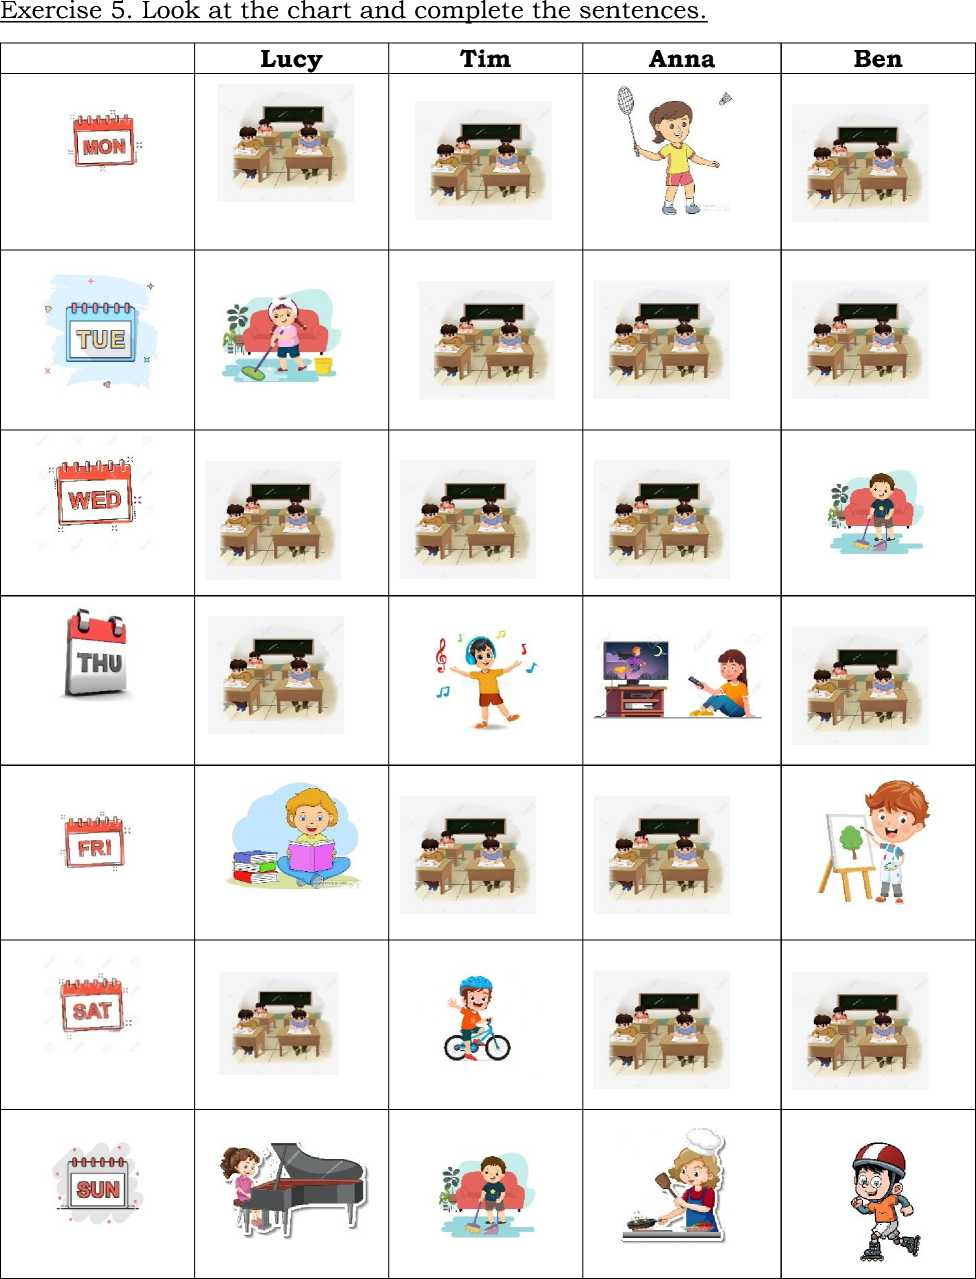 Exercise 5. Look at the chart and complete the sentences.
Lucy Tim Anna Ben
MON
TUE
WED
THU
FRI
SAT
SUN